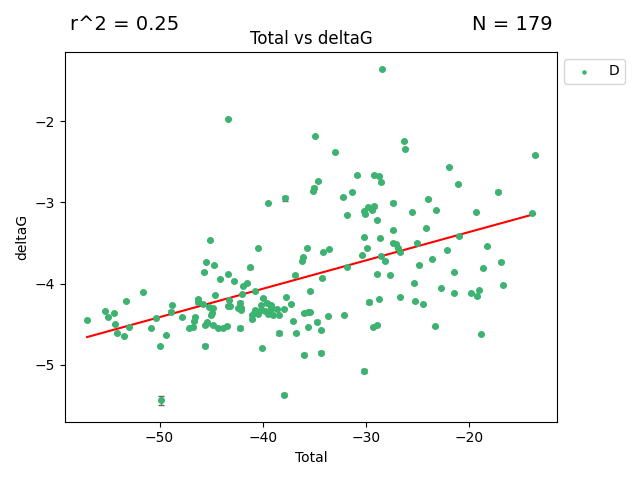 r^2 = 0.25 N = 179
Total vs deltaG
D
deltaG
−2
−3
−4
−5
−50 −40 −30 −20
Total